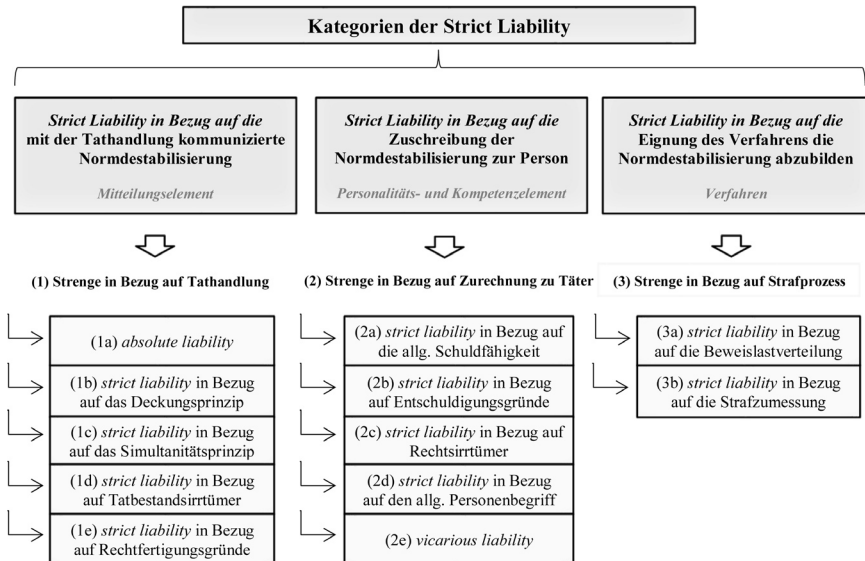 Kategorien der Strict Liability
Strict Liability in Bezug auf die
mit der Tathandlung kommunizierte
Normdestabilisierung
Mitteilungselement
Strict Liability in Bezug auf die
Zuschreibung der
Normdestabilisierung zur Person
Personalitäts- und Kompetenzelement
Strict Liability in Bezug auf die
Eignung des Verfahrens die
Normdestabilisierung abzubilden
Verfahren
(1) Strenge in Bezug auf Tathandlung
(1a) absolute liability
(1b) strict liability in Bezug
auf das Deckungsprinzip
(1c) strict liability in Bezug
auf das Simultanitätsprinzip
(1d) strict liability in Bezug
auf Tatbestandsirrtümer
(1e) strict liability in Bezug
auf Rechtfertigungsgründe
(2) Strenge in Bezug auf Zurechnung zu Täter
(2a) strict liability in Bezug auf
die allg. Schuldfähigkeit
(2b) strict liability in Bezug
auf Entschuldigungsgründe
(2c) strict liability in Bezug auf
Rechtsirrtümer
(2d) strict liability in Bezug
auf den allg. Personenbegriff
(2e) vicarious liability
(3) Strenge in Bezug auf Strafprozess
(3a) strict liability in Bezug
auf die Beweislastverteilung
(3b) strict liability in Bezug
auf die Strafzumessung